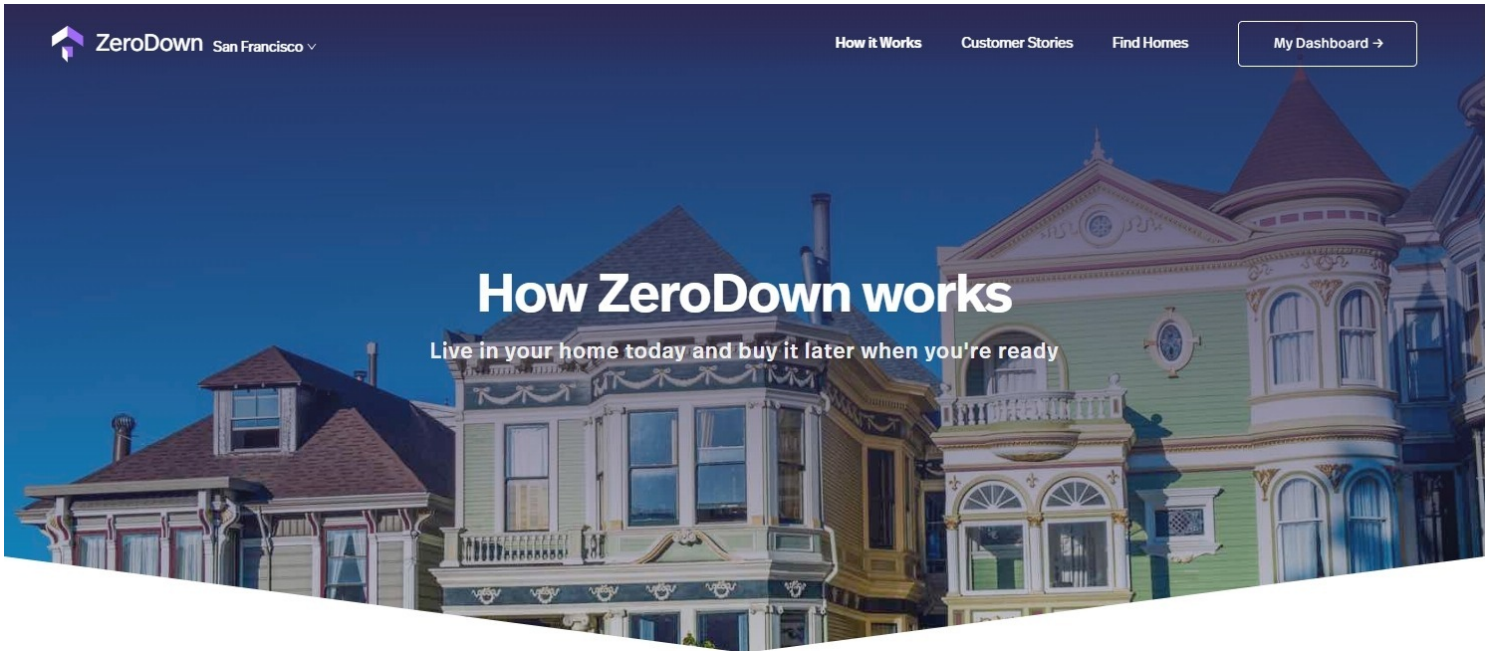 ZeroDown San Francisco
How it Works Customer Stories Find Homes My Dashboard →
How ZeroDown works
Live in your home today and buy it later when you're ready